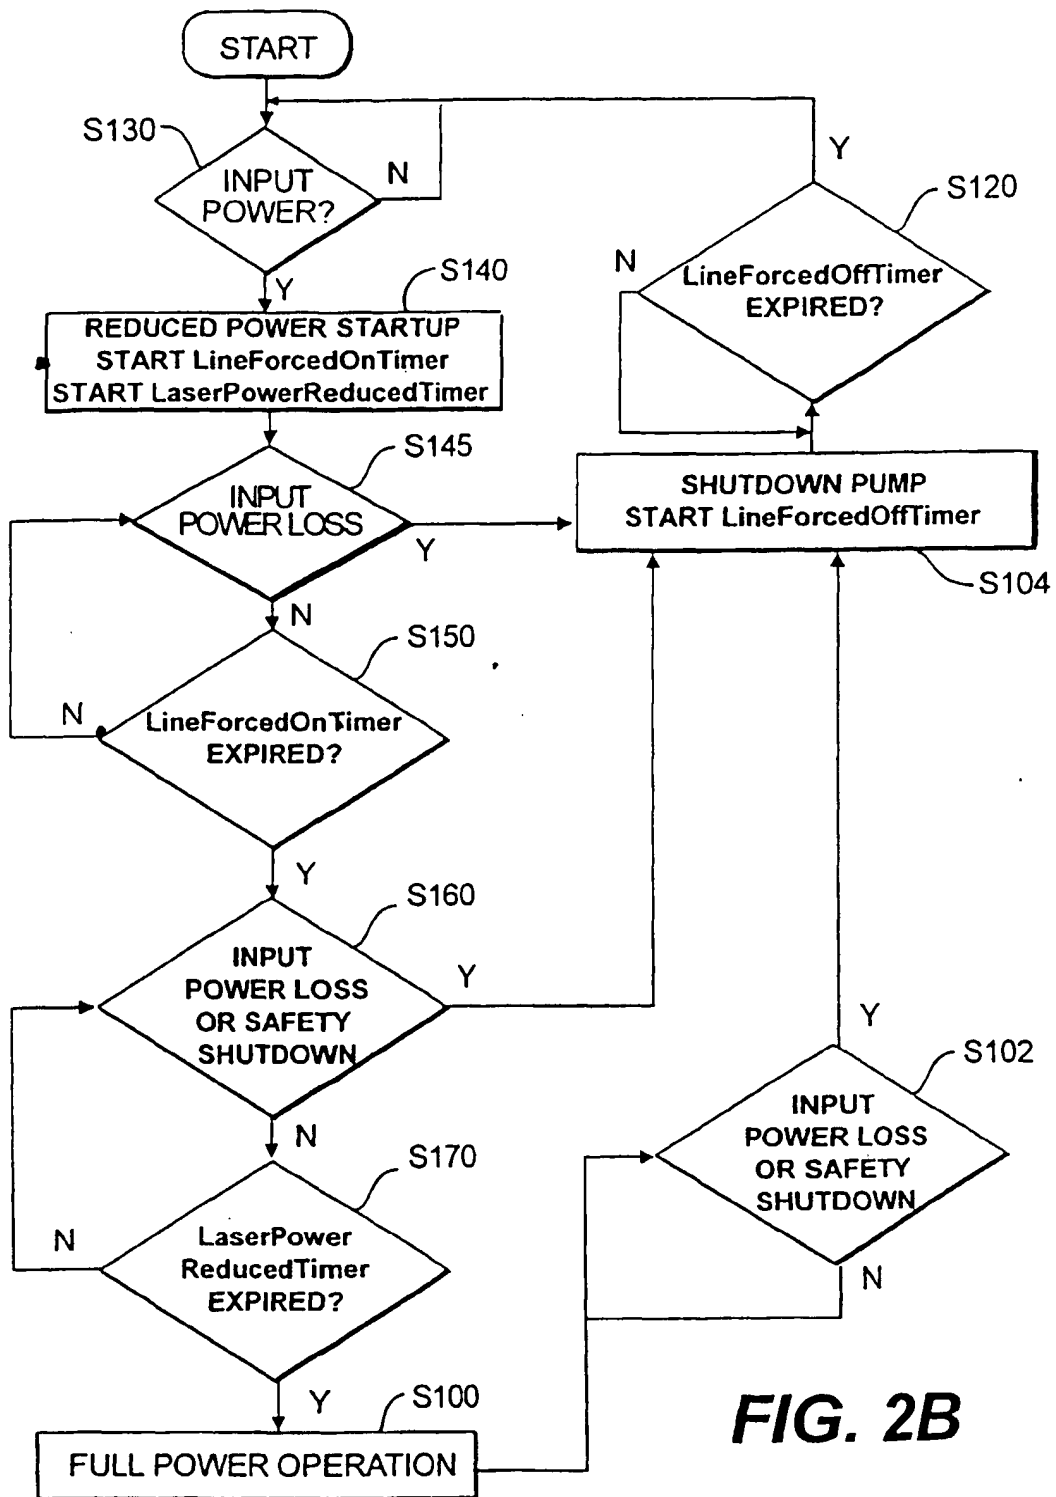 START
S130
INPUT
POWER?
N
Y
Y
S120
N
LineForcedOffTimer
EXPIRED?
S140
REDUCED POWER STARTUP
START LineForcedOnTimer
START LaserPowerReducedTimer
S145
INPUT
POWER LOSS
Y
N
SHUTDOWN PUMP
START LineForcedOffTimer
S104
S150
LineForcedOnTimer
EXPIRED?
N
Y
S160
INPUT
POWER LOSS
OR SAFETY
SHUTDOWN
Y
N
Y
S102
INPUT
POWER LOSS
OR SAFETY
SHUTDOWN
N
S170
LaserPower
ReducedTimer
EXPIRED?
N
Y
S100
FULL POWER OPERATION
FIG. 2B